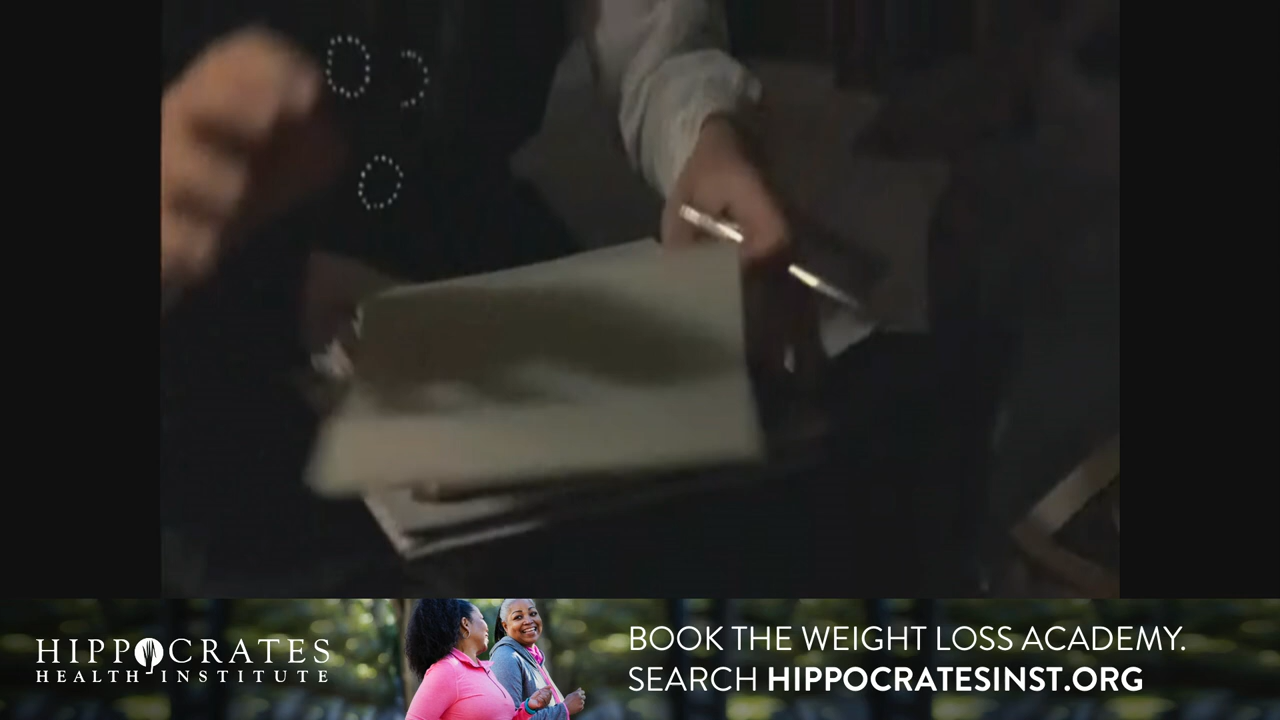 HIPPOCRATES
HEALTH INSTITUTE
BOOK THE WEIGHT LOSS ACADEMY.
SEARCH HIPPOCRATESINST.ORG